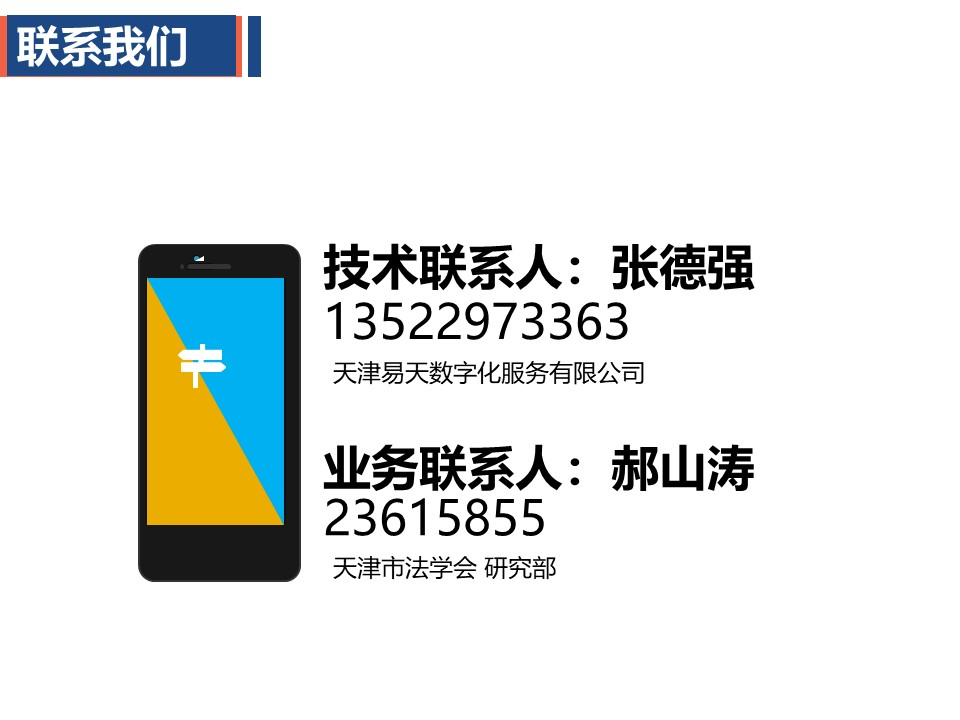 联系我们
技术联系人：张德强
13522973363
天津易天数字化服务有限公司
业务联系人：郝山涛
23615855
天津市法学会 研究部